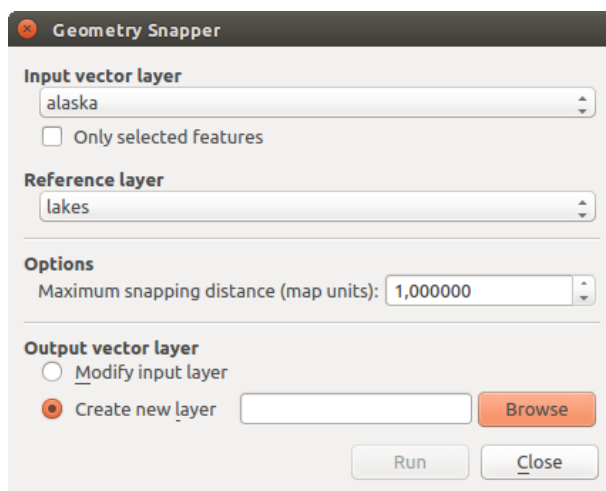 Geometry Snapper
Input vector layer
alaska
Only selected features
Reference layer
lakes
Options
Maximum snapping distance (map units): 1,000000
Output vector layer
Modify input layer
Create new layer Browse
Run Close